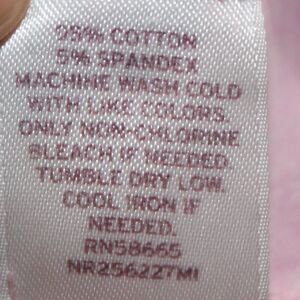 95% COTTON
5% SPANDEX
MACHINE WASH COLD
WITH LIKE COLORS.
ONLY NON-CHLORINE
BLEACH IF NEEDED.
TUMBLE DRY LOW.
COOL IRON IF
NEEDED.
RN58665
NR256227MI